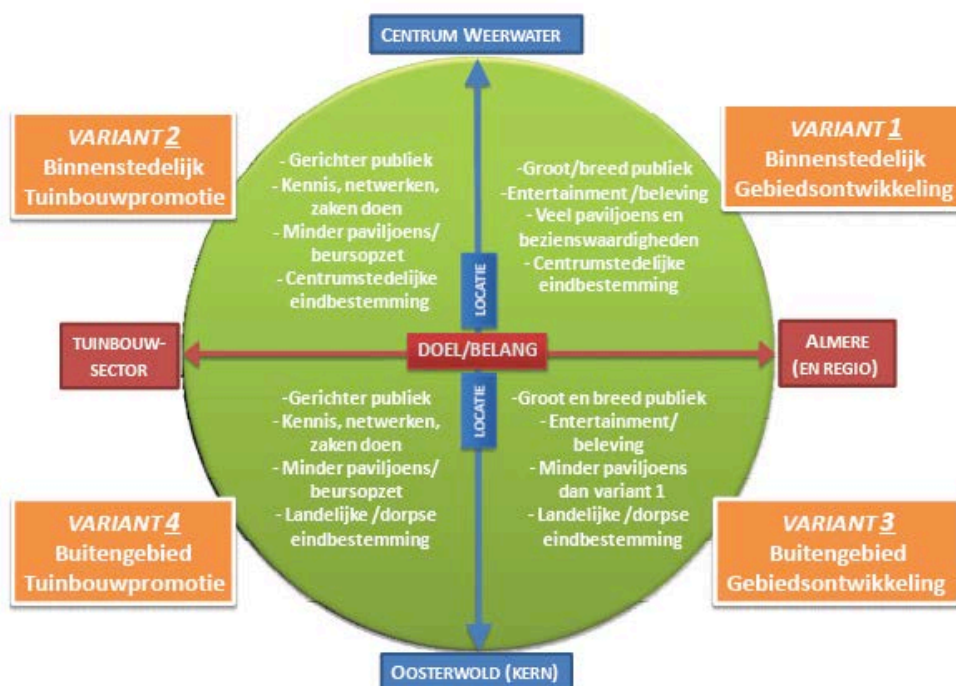 CENTRUM WEERWATER
VARIANT 2
Binnenstedelijk
Tuinbouwpromotie
- Gerichter publiek
- Kennis, netwerken,
zaken doen
- Minder paviljoens/
beursopzet
- Centrumstedelijke
eindbestemming
- Groot/breed publiek
- Entertainment /beleving
- Veel paviljoens en
bezienswaardigheden
- Centrumstedelijke
eindbestemming
VARIANT 1
Binnenstedelijk
Gebiedsontwikkeling
LOCATIE
TUINBOUW-
SECTOR
DOEL/BELANG
ALMERE
(EN REGIO)
LOCATIE
- Gerichter publiek
- Kennis, netwerken,
zaken doen
- Minder paviljoens/
beursopzet
- Landelijke /dorpse
eindbestemming
- Groot en breed publiek
- Entertainment/
beleving
- Minder paviljoens
dan variant 1
- Landelijke /dorpse
eindbestemming
VARIANT 4
Buitengebied
Tuinbouwpromotie
VARIANT 3
Buitengebied
Gebiedsontwikkeling
OOSTERWOLD (KERN)